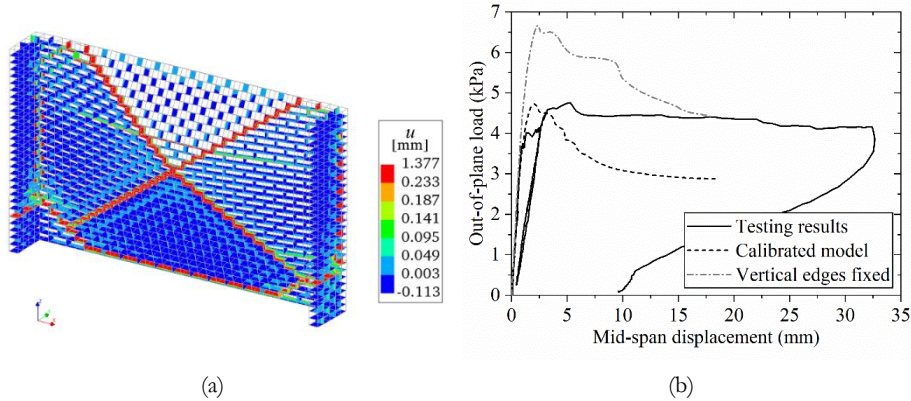 u
[mm]
1.377
0.233
0.187
0.141
0.095
0.049
0.003
-0.113
(a)
7
6
5
4
3
2
1
0
Out-of-plane load (kPa)
Testing results
Calibrated model
Vertical edges fixed
0 5 10 15 20 25 30 35
Mid-span displacement (mm)
(b)